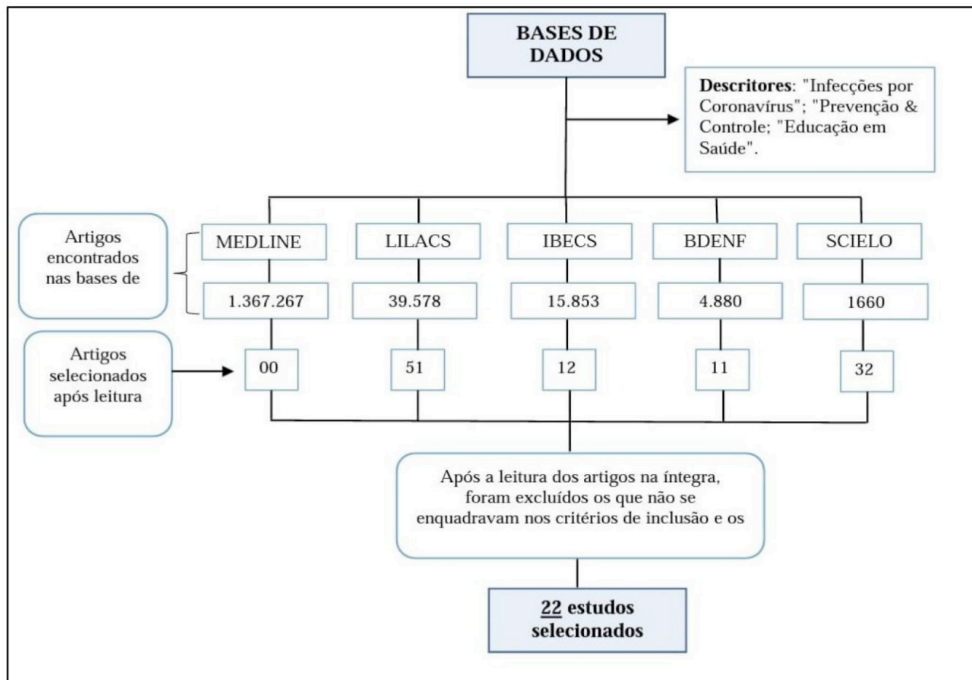 BASES DE
DADOS
Descritores: "Infecções por
Coronavírus"; "Prevenção &
Controle; "Educação em
Saúde".
Artigos
encontrados
nas bases de
MEDLINE
LILACS
IBECS
BDENF
SCIELO
1.367.267
39.578
15.853
4.880
1660
Artigos
selecionados
após leitura
00
51
12
11
32
Após a leitura dos artigos na íntegra,
foram excluídos os que não se
enquadravam nos critérios de inclusão e os
22 estudos
selecionados